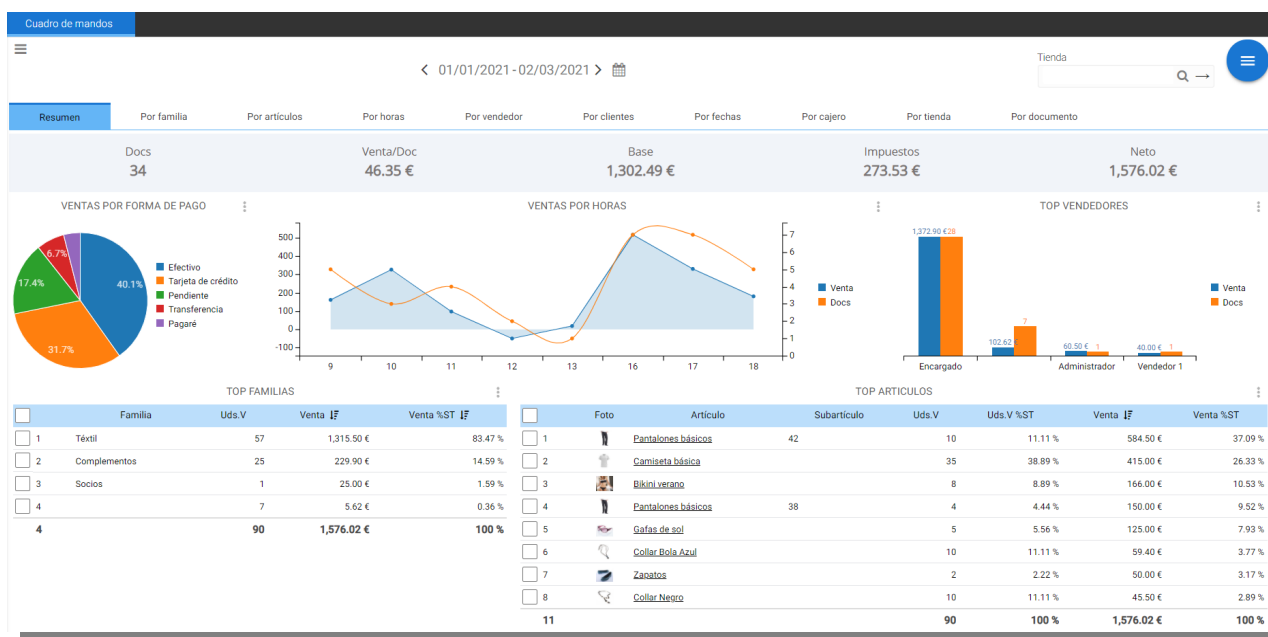 Cuadro de mandos
01/01/2021 - 02/03/2021
Tienda
Resumen Por familia Por artículos Por horas Por vendedor Por clientes Por fechas Por cajero Por tienda Por documento
Docs Venta/Doc Base Impuestos Neto
34 46.35 € 1,302.49 € 273.53 € 1,576.02 €
VENTAS POR FORMA DE PAGO
40.1%
31.7%
17.4%
6.7%
Efectivo
Tarjeta de crédito
Pendiente
Transferencia
Pagaré
VENTAS POR HORAS
500
400
300
200
100
0
-100
9 10 11 12 13 16 17 18
7
6
5
4
3
2
1
0
Venta
Docs
TOP VENDEDORES
1,372.90 € 28
102.62 7
60.50 € 1
40.00 € 1
Encargado Administrador Vendedor 1
Venta
Docs
TOP FAMILIAS
Familia Uds.V Venta Venta %ST
1 Téxtil 57 1,315.50 € 83.47 %
2 Complementos 25 229.90 € 14.59 %
3 Socios 1 25.00 € 1.59 %
4 7 5.62 € 0.36 %
4 90 1,576.02 € 100 %
TOP ARTICULOS
Foto Artículo Subartículo Uds.V Uds.V %ST Venta Venta %ST
1 Pantalones básicos 42 10 11.11 % 584.50 € 37.09 %
2 Camiseta básica 35 38.89 % 415.00 € 26.33 %
3 Bikini verano 8 8.89 % 166.00 € 10.53 %
4 Pantalones básicos 38 4 4.44 % 150.00 € 9.52 %
5 Gafas de sol 5 5.56 % 125.00 € 7.93 %
6 Collar Bola Azul 10 11.11 % 59.40 € 3.77 %
7 Zapatos 2 2.22 % 50.00 € 3.17 %
8 Collar Negro 10 11.11 % 45.50 € 2.89 %
11 90 100 % 1,576.02 € 100 %